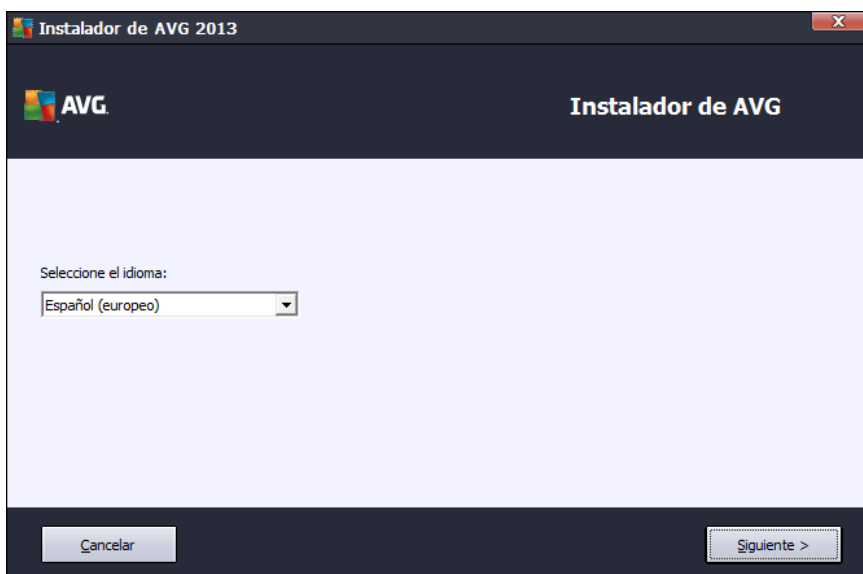 Instalador de AVG 2013
X
AVG.
Instalador de AVG
Seleccione el idioma:
Español (europeo)
Cancelar
Siguiente >